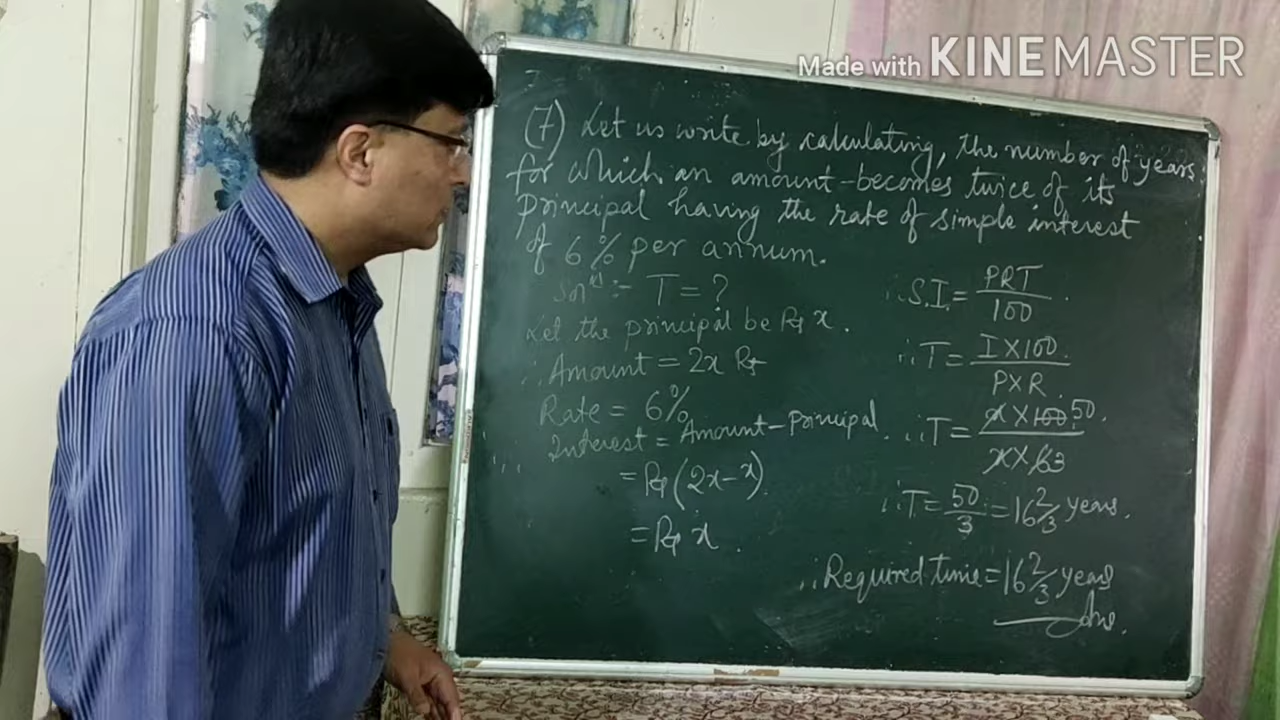 Made with KINEMASTER
(7) Let us write by calculating, the number of years
for which an amount becomes twice of its
principal having the rate of simple interest
of 6% per annum.
Solⁿ :- T = ?
Let the principal be Rs x.
∴ Amount = 2x Rs
Rate = 6%
∴ Interest = Amount - Principal.
= Rs (2x - x)
= Rs x.
∴ S.I. = PRT / 100.
∴ T = I X 100 / P X R.
∴ T = x X 100 50 / x X 6 3.
∴ T = 50/3 = 16 2/3 years.
∴ Required time = 16 2/3 years
Ans.